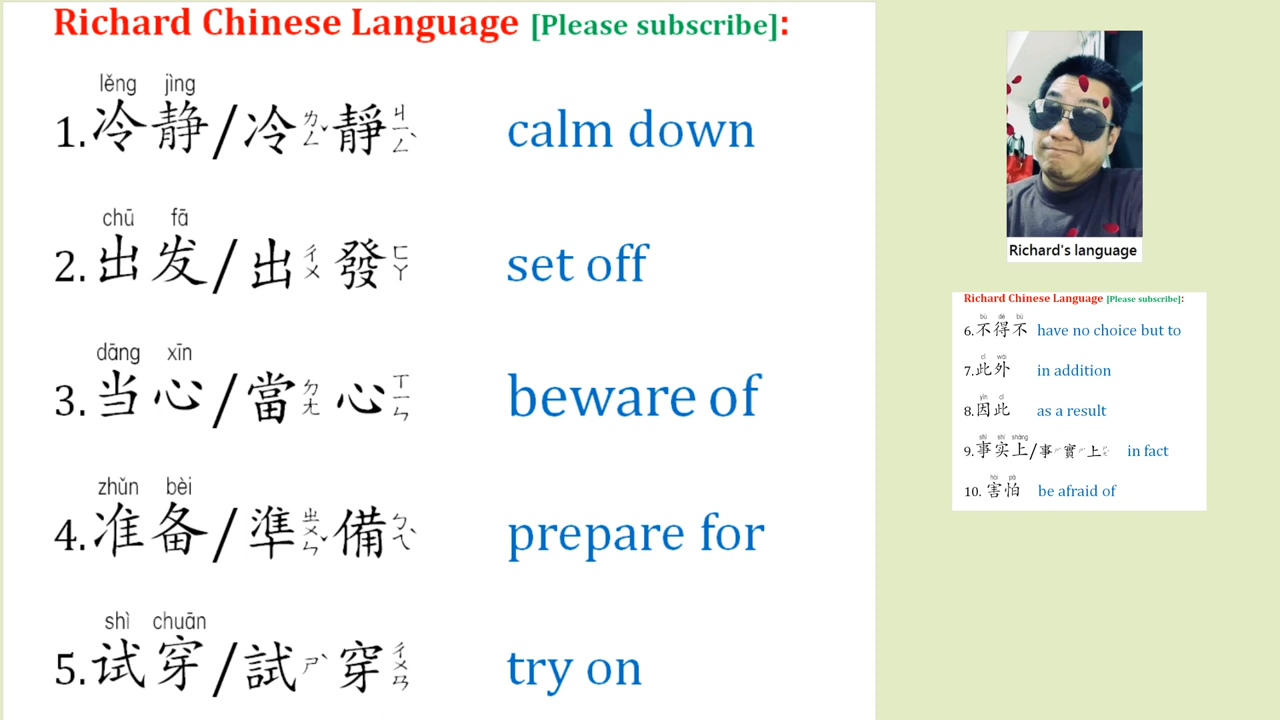 Richard Chinese Language [Please subscribe]:
lěng jìng
1. 冷静/冷ㄌㄥˇ靜ㄐㄧㄥˋ calm down
chū fā
2. 出发/出ㄔㄨ發ㄈㄚ set off
dāng xīn
3. 当心/當ㄉㄤ心ㄒㄧㄣ beware of
zhǔn bèi
4. 准备/準ㄓㄨㄣˇ備ㄅㄟˋ prepare for
shì chuān
5. 试穿/試ㄕˋ穿ㄔㄨㄢ try on
Richard's language
Richard Chinese Language [Please subscribe]:
bù dé bù
6. 不得不 have no choice but to
cǐ wài
7. 此外 in addition
yīn cǐ
8. 因此 as a result
shì shí shàng
9. 事实上/事實上 in fact
hài pà
10. 害怕 be afraid of